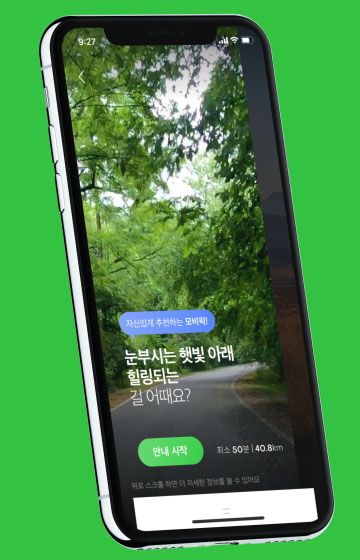 9:27
자신있게 추천하는 모비픽!
눈부시는 햇빛 아래
힐링되는
길 어때요?
안내 시작
최소 50분 | 40.8km
위로 스크롤 하면 더 자세한 정보를 볼 수 있어요